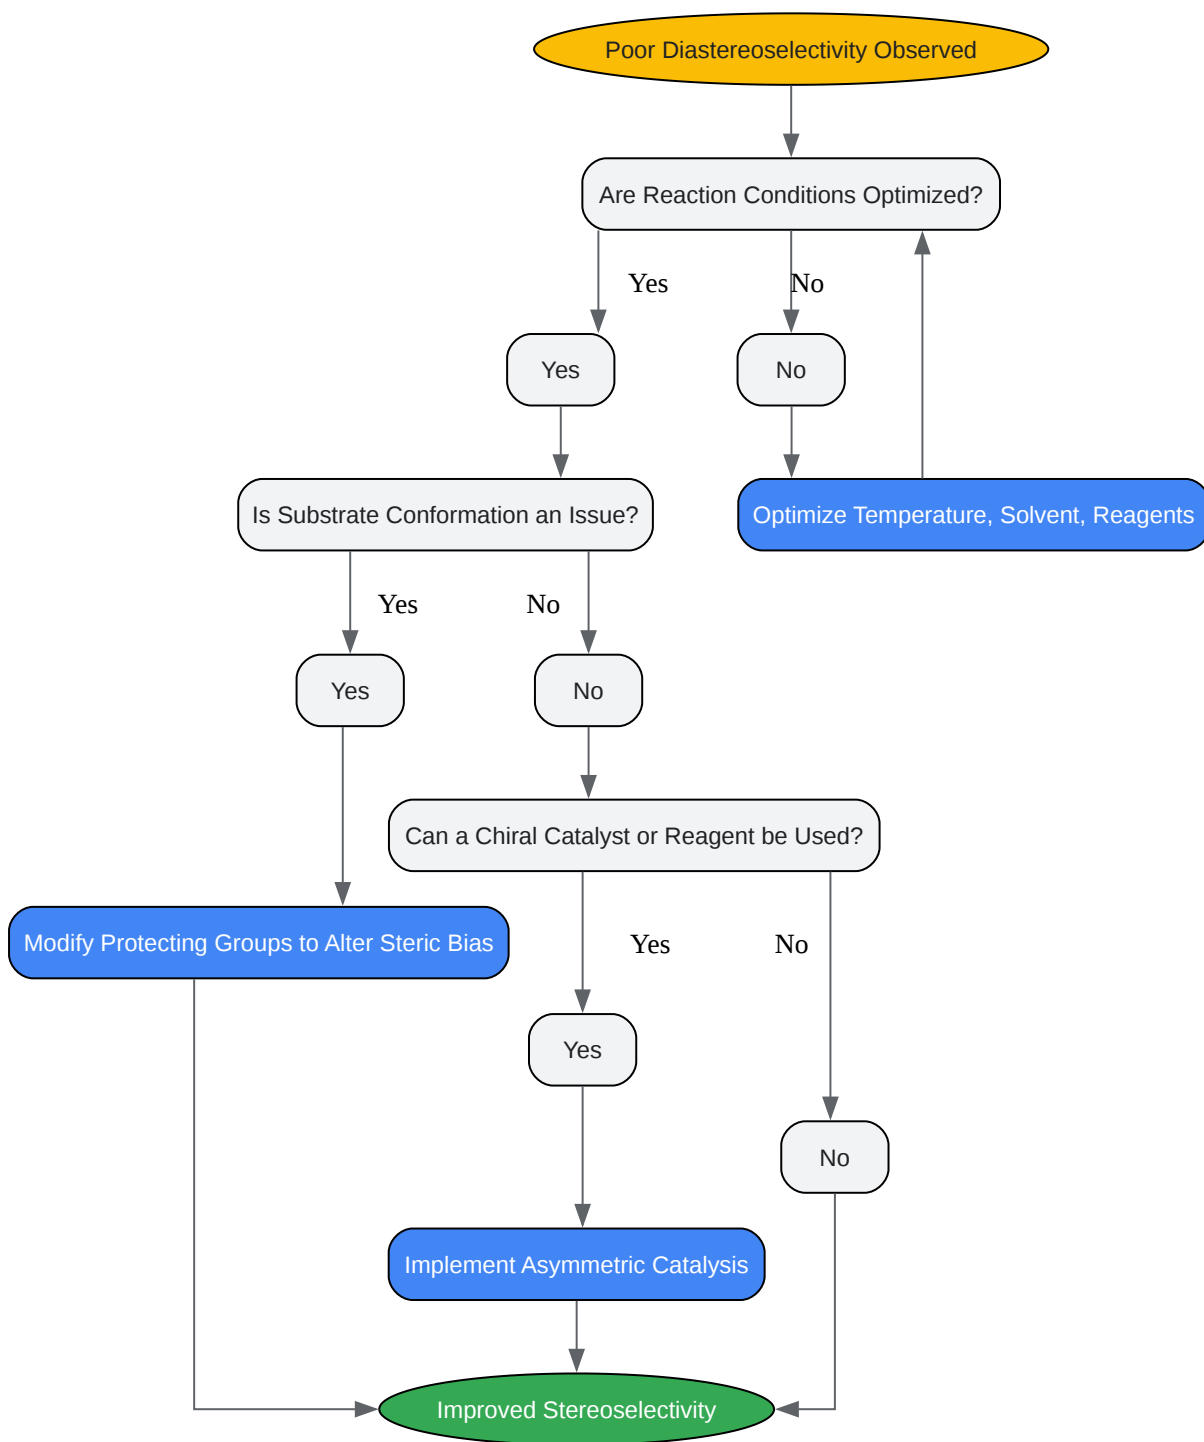 Poor Diastereoselectivity Observed
Are Reaction Conditions Optimized?
Yes
No
Yes
No
Is Substrate Conformation an Issue?
Optimize Temperature, Solvent, Reagents
Yes
No
Yes
No
Can a Chiral Catalyst or Reagent be Used?
Modify Protecting Groups to Alter Steric Bias
Yes
No
Yes
No
Implement Asymmetric Catalysis
Improved Stereoselectivity